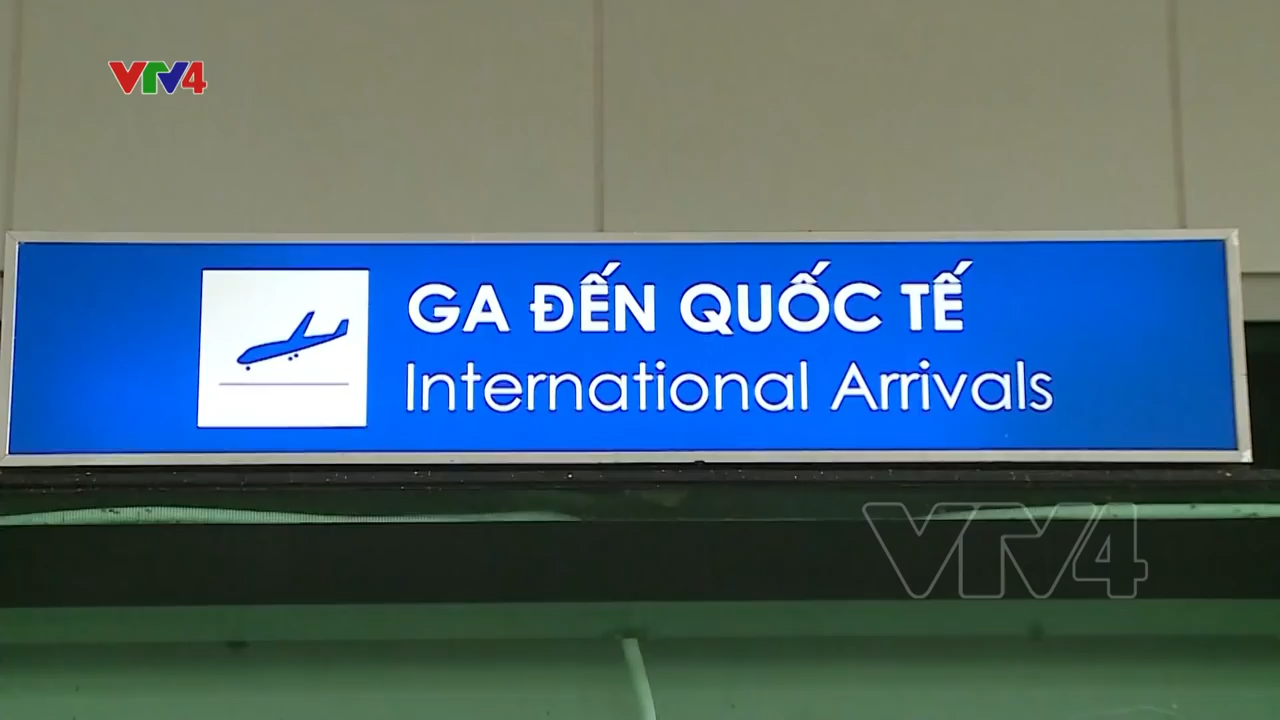 VTV4
GA ĐẾN QUỐC TẾ
International Arrivals
VTV4